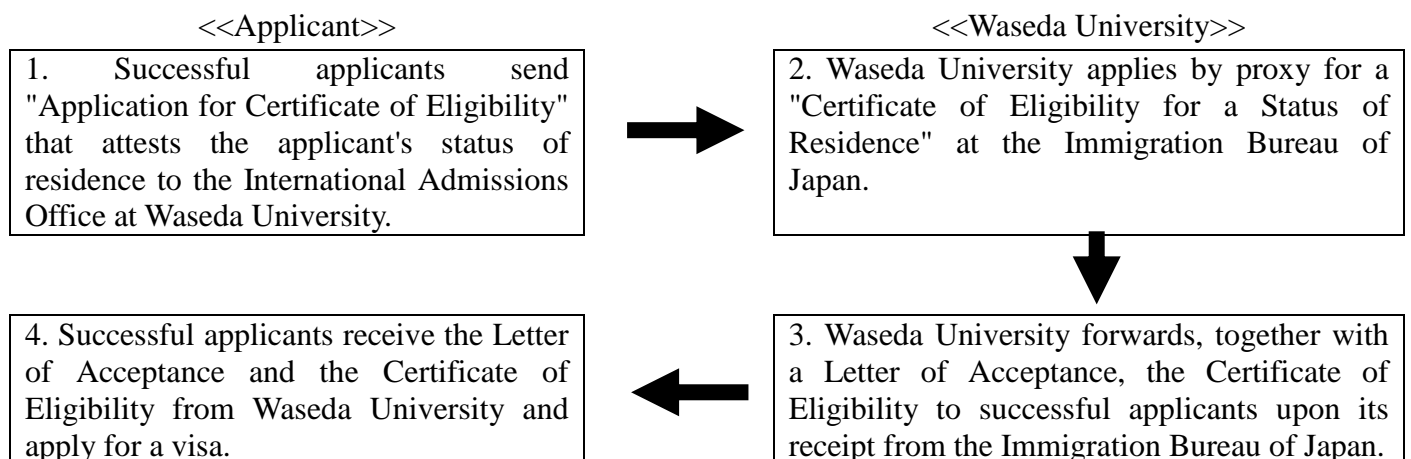 <<Applicant>>
<<Waseda University>>
1. Successful applicants send
"Application for Certificate of Eligibility"
that attests the applicant's status of
residence to the International Admissions
Office at Waseda University.
2. Waseda University applies by proxy for a
"Certificate of Eligibility for a Status of
Residence" at the Immigration Bureau of
Japan.
3. Waseda University forwards, together with
a Letter of Acceptance, the Certificate of
Eligibility to successful applicants upon its
receipt from the Immigration Bureau of Japan.
4. Successful applicants receive the Letter
of Acceptance and the Certificate of
Eligibility from Waseda University and
apply for a visa.